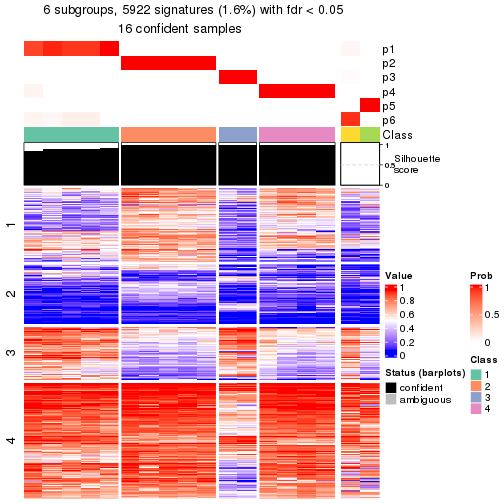 6 subgroups, 5922 signatures (1.6%) with fdr < 0.05
16 confident samples
p1
p2
p3
p4
p5
p6
Class
1
0.5
0
Silhouette
score
1
2
3
4
Value
1
0.8
0.6
0.4
0.2
0
Status (barplots)
confident
ambiguous
Prob
1
0.5
0
Class
1
2
3
4